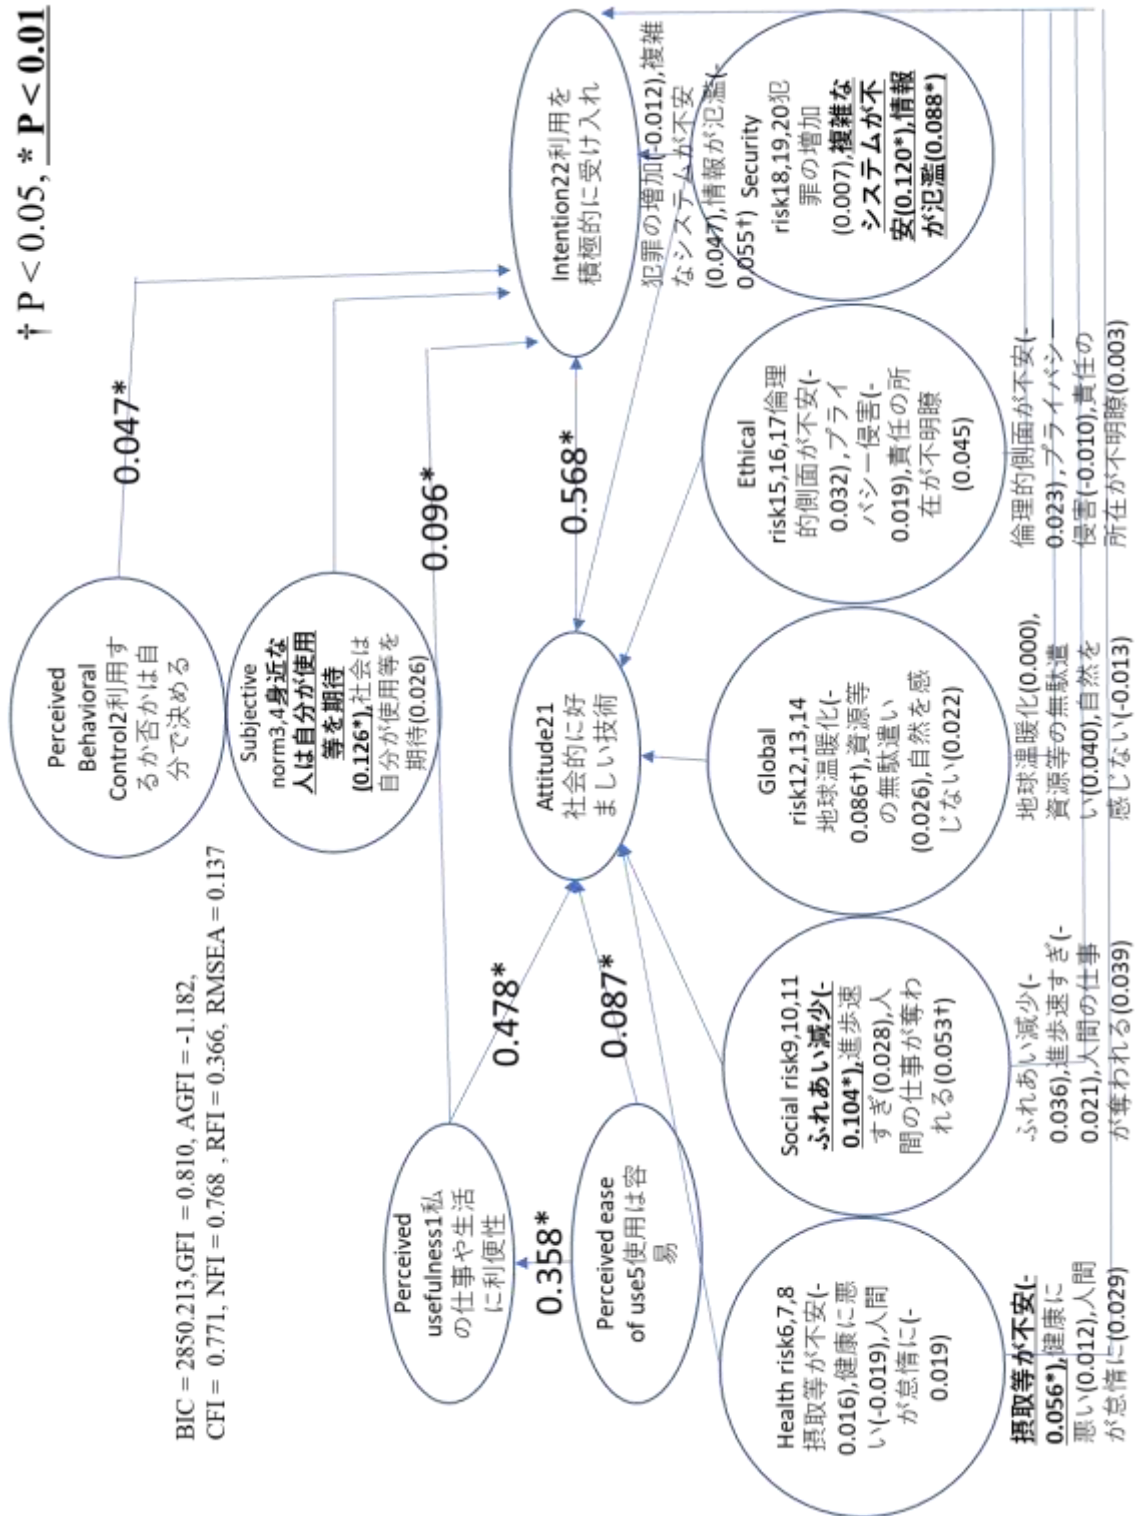 † P < 0.05, * P < 0.01
BIC = 2850.213,GFI = 0.810, AGFI = -1.182,
CFI = 0.771, NFI = 0.768 , RFI = 0.366, RMSEA = 0.137
Perceived
Behavioral
Control2利用す
るか否かは自
分で決める
0.047*
Subjective
norm3,4身近な
人は自分が使用
等を期待
(0.126*),社会は
自分が使用等を
期待(0.026)
0.096*
Perceived
usefulness1私
の仕事や生活
に利便性
0.478*
0.358*
Perceived ease
of use5使用は容
易
0.087*
Attitude21
社会的に好
ましい技術
0.568*
Intention22利用を
積極的に受け入れ
犯罪の増加(-0.012),複雑
なシステムが不安
(0.047),情報が氾濫(-
0.055†)
Health risk6,7,8
摂取等が不安(-
0.016),健康に悪
い(-0.019),人間
が怠惰に(-
0.019)
Social risk9,10,11
ふれあい減少(-
0.104*),進歩速
すぎ(0.028),人
間の仕事が奪わ
れる(0.053†)
Global
risk12,13,14
地球温暖化(-
0.086†),資源等
の無駄遣い
(0.026),自然を感
じない(0.022)
Ethical
risk15,16,17倫理
的側面が不安(-
0.032) ,プライ
バシー侵害(-
0.019),責任の所
在が不明瞭
(0.045)
Security
risk18,19,20犯
罪の増加
(0.007),複雑な
システムが不
安(0.120*),情報
が氾濫(0.088*)
摂取等が不安(-
0.056*),健康に
悪い(0.012),人間
が怠惰に(0.029)
ふれあい減少(-
0.036),進歩速すぎ(-
0.021),人間の仕事
が奪われる(0.039)
地球温暖化(0.000),
資源等の無駄遣
い(0.040),自然を
感じない(-0.013)
倫理的側面が不安(-
0.023) ,プライバシー
侵害(-0.010),責任の
所在が不明瞭(0.003)